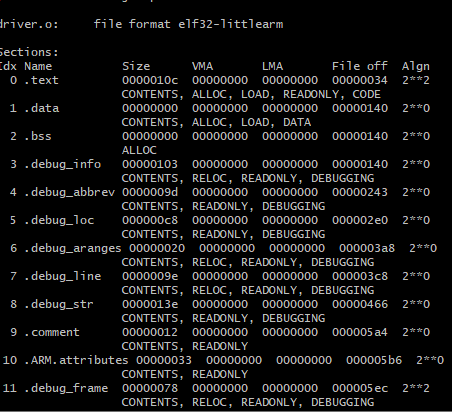 driver.o:     file format elf32-littlearm
Sections:
Idx Name          Size      VMA       LMA       File off  Algn
  0 .text         0000010c  00000000  00000000  00000034  2**2
                  CONTENTS, ALLOC, LOAD, READONLY, CODE
  1 .data         00000000  00000000  00000000  00000140  2**0
                  CONTENTS, ALLOC, LOAD, DATA
  2 .bss          00000000  00000000  00000000  00000140  2**0
                  ALLOC
  3 .debug_info   00000103  00000000  00000000  00000140  2**0
                  CONTENTS, RELOC, READONLY, DEBUGGING
  4 .debug_abbrev 0000009d  00000000  00000000  00000243  2**0
                  CONTENTS, READONLY, DEBUGGING
  5 .debug_loc    000000c8  00000000  00000000  000002e0  2**0
                  CONTENTS, READONLY, DEBUGGING
  6 .debug_aranges 00000020  00000000  00000000  000003a8  2**0
                  CONTENTS, RELOC, READONLY, DEBUGGING
  7 .debug_line   0000009e  00000000  00000000  000003c8  2**0
                  CONTENTS, RELOC, READONLY, DEBUGGING
  8 .debug_str    0000013e  00000000  00000000  00000466  2**0
                  CONTENTS, READONLY, DEBUGGING
  9 .comment      00000012  00000000  00000000  000005a4  2**0
                  CONTENTS, READONLY
 10 .ARM.attributes 00000033  00000000  00000000  000005b6  2**0
                  CONTENTS, READONLY
 11 .debug_frame  00000078  00000000  00000000  000005ec  2**2
                  CONTENTS, RELOC, READONLY, DEBUGGING